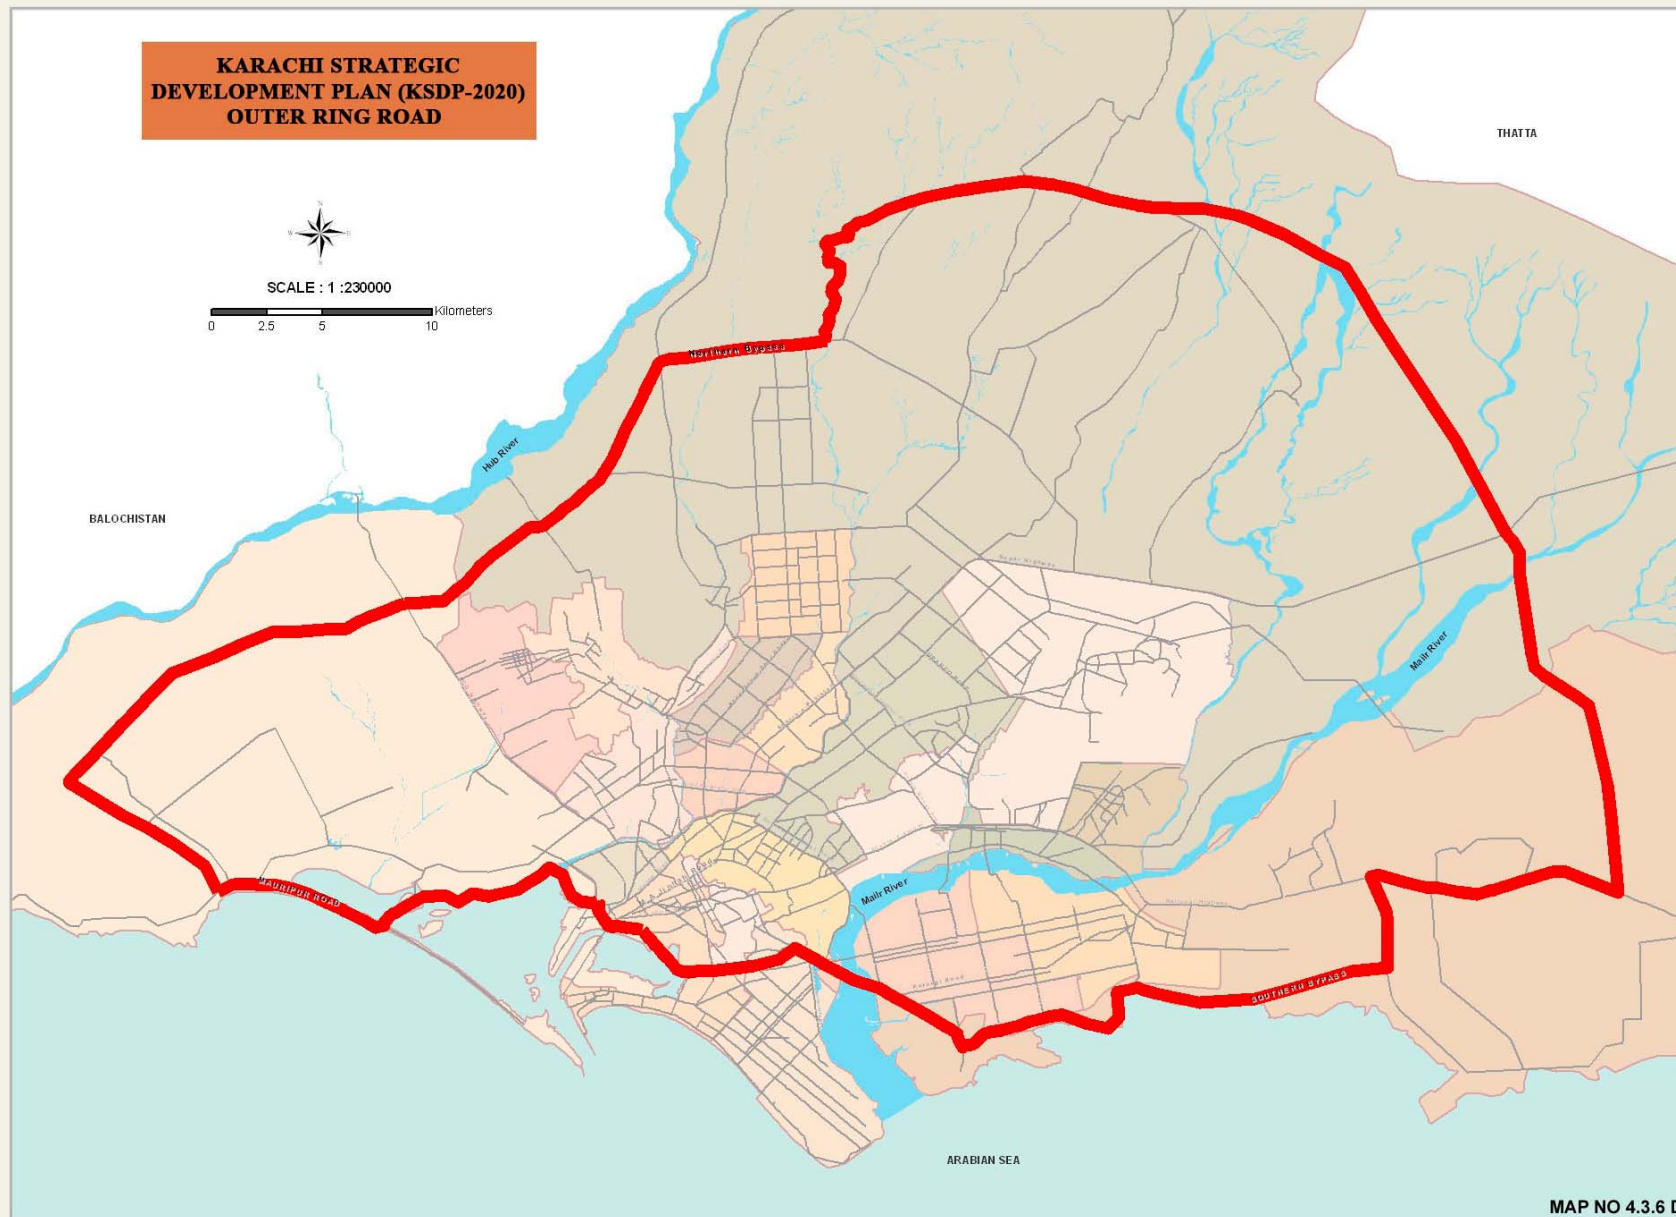 KARACHI STRATEGIC
DEVELOPMENT PLAN (KSDP-2020)
OUTER RING ROAD
THATTA
N
W
E
SCALE : 1 :230000
Kilometers
0 2.5 5 10
Northern Bypass
Hub River
BALOCHISTAN
Malir River
MAURIPUR ROAD
Malir River
SOUTHERN BYPASS
ARABIAN SEA
MAP NO 4.3.6 D